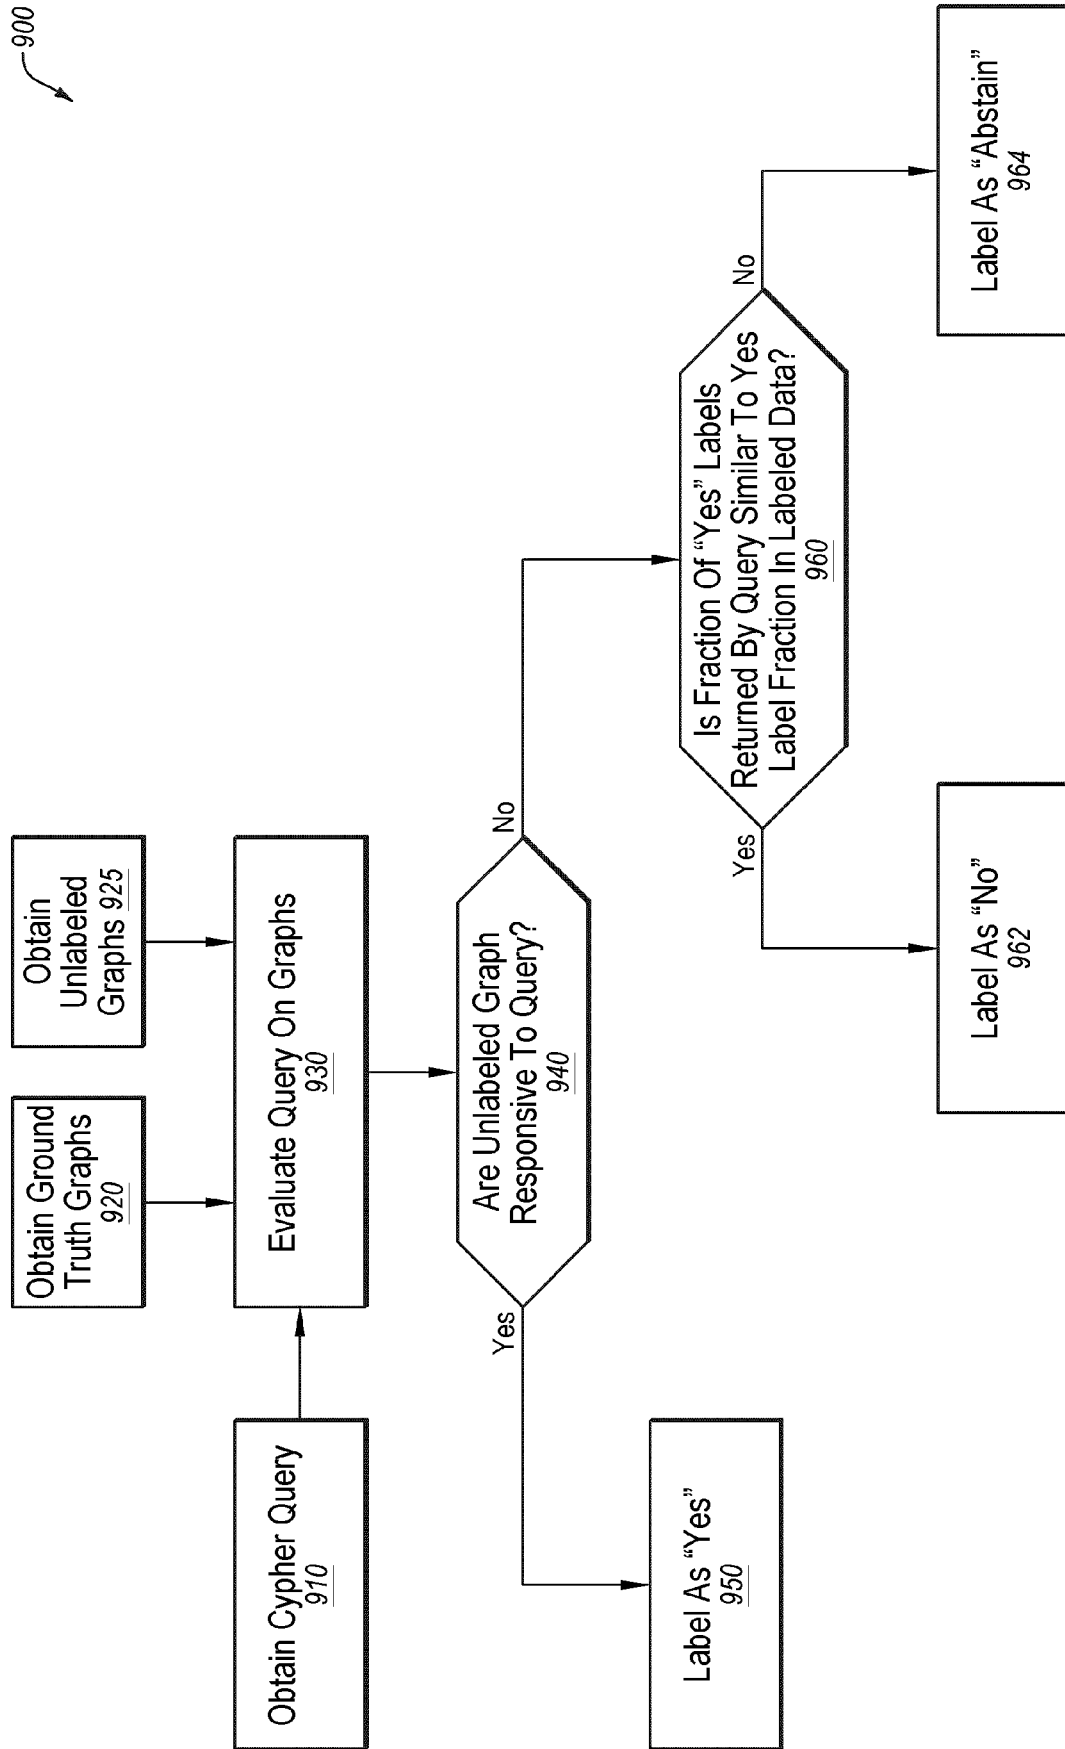 900
Obtain Ground
Truth Graphs
920
Obtain
Unlabeled
Graphs 925
Obtain Cypher Query
910
Evaluate Query On Graphs
930
Are Unlabeled Graph
Responsive To Query?
940
Yes
No
Label As “Yes”
950
Is Fraction Of “Yes” Labels
Returned By Query Similar To Yes
Label Fraction In Labeled Data?
960
Yes
No
Label As “No”
962
Label As “Abstain”
964